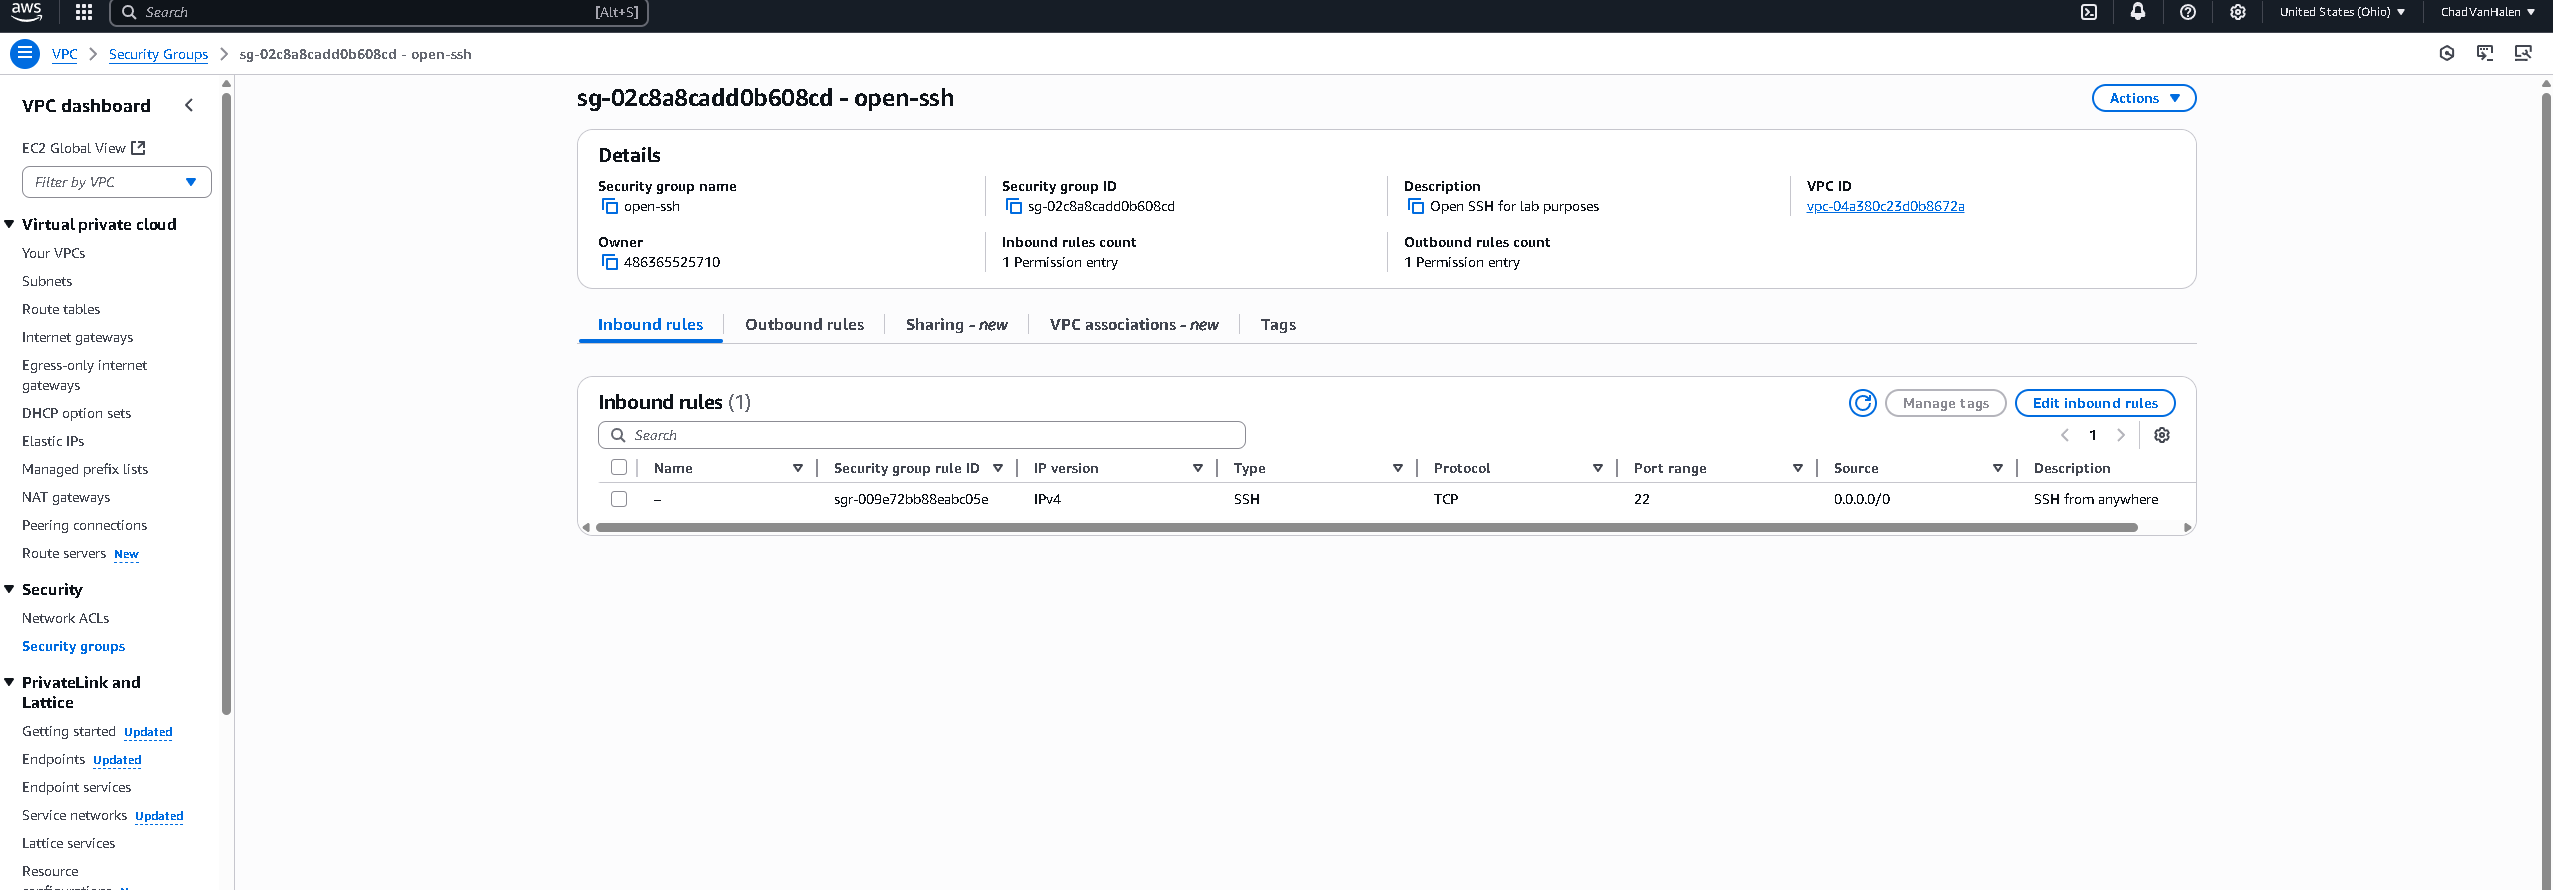 aws
Search
[Alt+S]
United States (Ohio)
ChadVanHalen
VPC
Security Groups
sg-02c8a8cadd0b608cd - open-ssh
VPC dashboard
EC2 Global View
Filter by VPC
Virtual private cloud
Your VPCs
Subnets
Route tables
Internet gateways
Egress-only internet
gateways
DHCP option sets
Elastic IPs
Managed prefix lists
NAT gateways
Peering connections
Route servers New
Security
Network ACLs
Security groups
PrivateLink and
Lattice
Getting started Updated
Endpoints Updated
Endpoint services
Service networks Updated
Lattice services
Resource
sg-02c8a8cadd0b608cd - open-ssh
Actions
Details
Security group name
open-ssh
Security group ID
sg-02c8a8cadd0b608cd
Description
Open SSH for lab purposes
VPC ID
vpc-04a380c23d0b8672a
Owner
486365525710
Inbound rules count
1 Permission entry
Outbound rules count
1 Permission entry
Inbound rules
Outbound rules
Sharing - new
VPC associations - new
Tags
Inbound rules (1)
Manage tags
Edit inbound rules
Search
1
Name Security group rule ID IP version Type Protocol Port range Source Description
– sgr-009e72bb88eabc05e IPv4 SSH TCP 22 0.0.0.0/0 SSH from anywhere